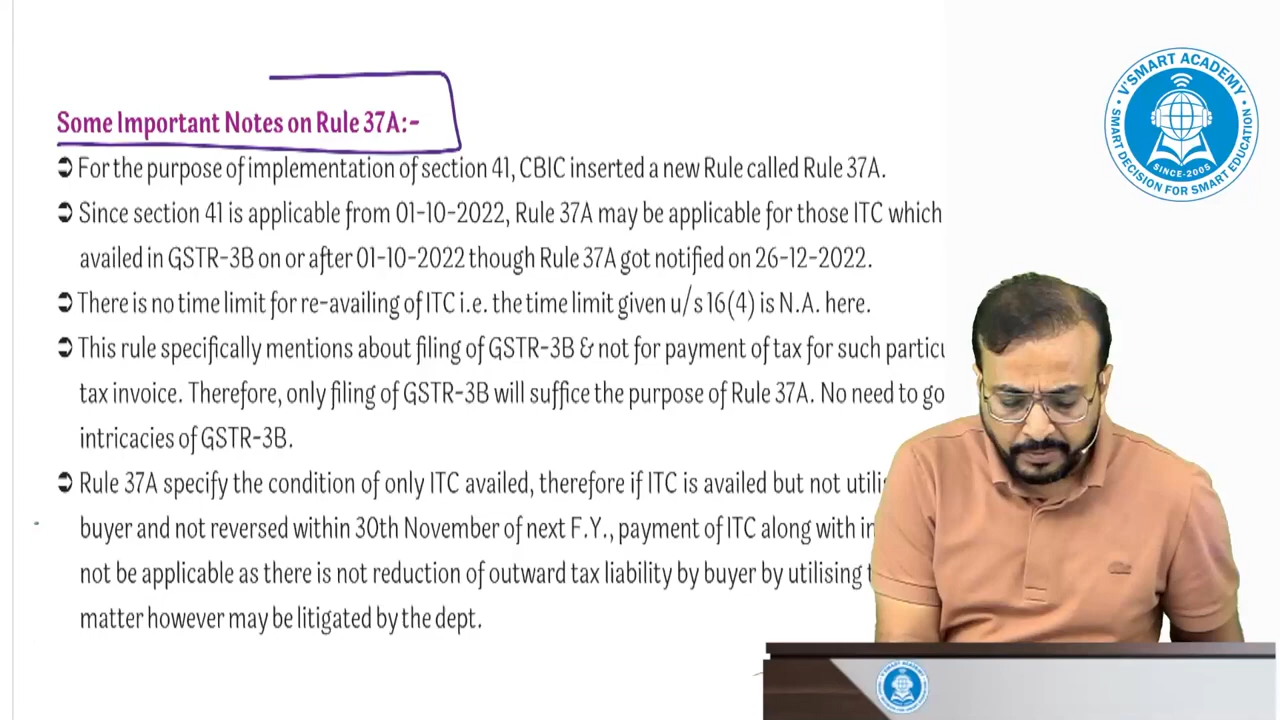 Some Important Notes on Rule 37A:-
➲ For the purpose of implementation of section 41, CBIC inserted a new Rule called Rule 37A.
➲ Since section 41 is applicable from 01-10-2022, Rule 37A may be applicable for those ITC which
availed in GSTR-3B on or after 01-10-2022 though Rule 37A got notified on 26-12-2022.
➲ There is no time limit for re-availing of ITC i.e. the time limit given u/s 16(4) is N.A. here.
➲ This rule specifically mentions about filing of GSTR-3B & not for payment of tax for such
tax invoice. Therefore, only filing of GSTR-3B will suffice the purpose of Rule 37A. No need to go
intricacies of GSTR-3B.
➲ Rule 37A specify the condition of only ITC availed, therefore if ITC is availed but not
buyer and not reversed within 30th November of next F.Y., payment of ITC along with
not be applicable as there is not reduction of outward tax liability by buyer by utilising
matter however may be litigated by the dept.
V'SMART ACADEMY
SINCE-2005
SMART DECISION FOR SMART EDUCATION
V'SMART ACADEMY